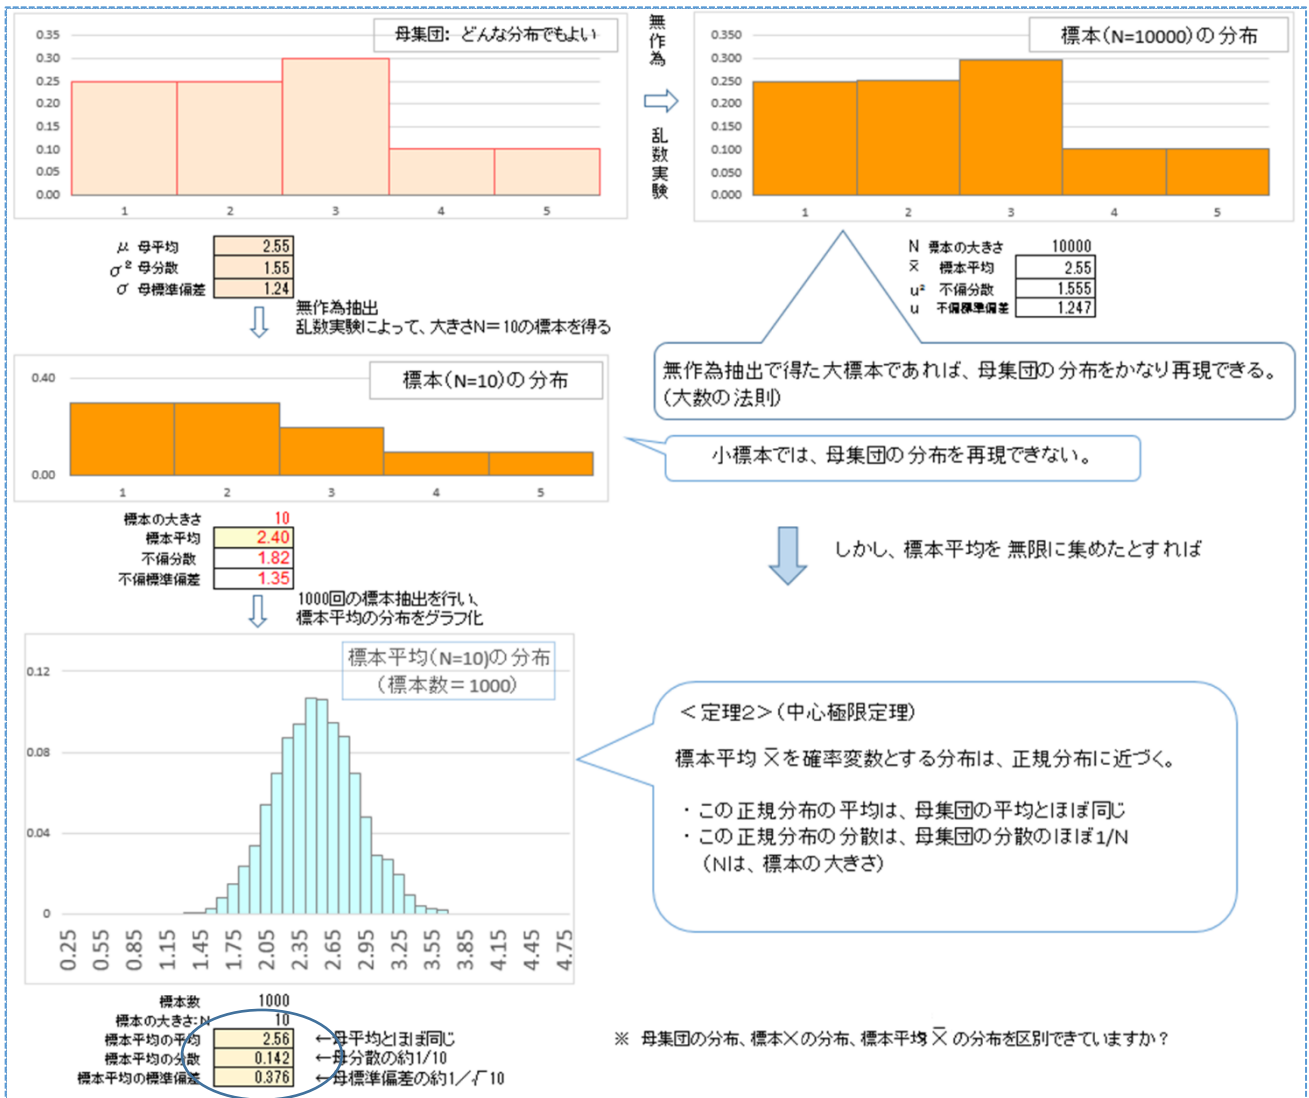 母集団: どんな分布でもよい
0.35
0.30
0.25
0.20
0.15
0.10
0.05
0.00
1 2 3 4 5
無作為
乱数実験
標本(N=10000)の分布
0.350
0.300
0.250
0.200
0.150
0.100
0.050
0.000
1 2 3 4 5
μ 母平均 2.55
σ² 母分散 1.55
σ 母標準偏差 1.24
N 標本の大きさ 10000
x̄ 標本平均 2.55
u² 不偏分散 1.555
u 不偏標準偏差 1.247
無作為抽出
乱数実験によって、大きさN=10の標本を得る
無作為抽出で得た大標本であれば、母集団の分布をかなり再現できる。
(大数の法則)
標本(N=10)の分布
0.40
0.00
1 2 3 4 5
小標本では、母集団の分布を再現できない。
標本の大きさ 10
標本平均 2.40
不偏分散 1.82
不偏標準偏差 1.35
しかし、標本平均を 無限に集めたとすれば
1000回の標本抽出を行い、
標本平均の分布をグラフ化
標本平均(N=10)の分布
(標本数=1000)
0.12
0.08
0.04
0
0.25 0.55 0.85 1.15 1.45 1.75 2.05 2.35 2.65 2.95 3.25 3.55 3.85 4.15 4.45 4.75
<定理2>(中心極限定理)
標本平均 X̄を確率変数とする分布は、正規分布に近づく。
・この正規分布の平均は、母集団の平均とほぼ同じ
・この正規分布の分散は、母集団の分散のほぼ1/N
(Nは、標本の大きさ)
標本数 1000
標本の大きさ:N 10
標本平均の平均 2.56 ←母平均とほぼ同じ
標本平均の分散 0.142 ←母分散の約1/10
標本平均の標準偏差 0.376 ←母標準偏差の約1/√10
※ 母集団の分布、標本Xの分布、標本平均 X̄ の分布を区別できていますか?